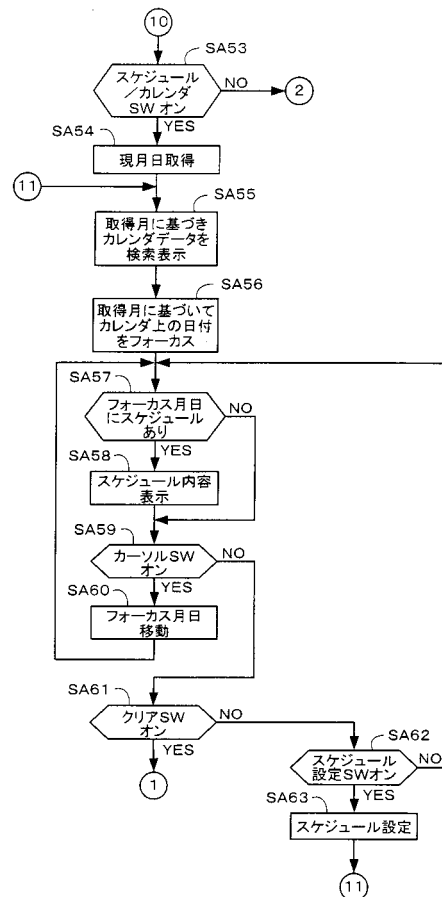 10
SA53
スケジュール
／カレンダ
SWオン
NO
2
YES
SA54
現月日取得
11
SA55
取得月に基づき
カレンダデータを
検索表示
SA56
取得月に基づいて
カレンダ上の日付
をフォーカス
SA57
フォーカス月日
にスケジュール
あり
NO
YES
SA58
スケジュール内容
表示
SA59
カーソルSW
オン
NO
YES
SA60
フォーカス月日
移動
SA61
クリアSW
オン
NO
YES
1
SA62
スケジュール
設定SWオン
NO
YES
SA63
スケジュール設定
11